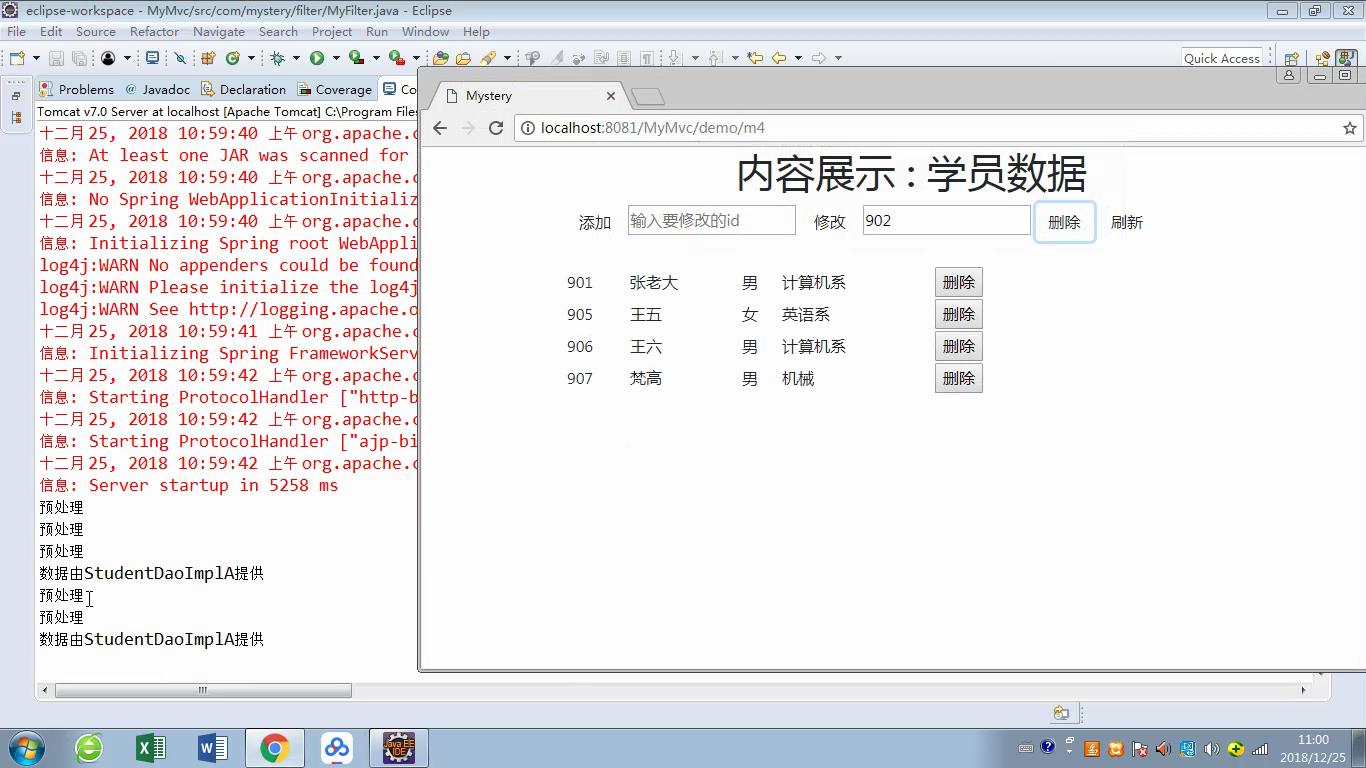 eclipse-workspace - MyMvc/src/com/mystery/filter/MyFilter.java - Eclipse
File Edit Source Refactor Navigate Search Project Run Window Help
Quick Access
Problems @ Javadoc Declaration Coverage Co
Tomcat v7.0 Server at localhost [Apache Tomcat] C:\Program Files
十二月 25, 2018 10:59:40 上午 org.apache.c
信息: At least one JAR was scanned for
十二月 25, 2018 10:59:40 上午 org.apache.c
信息: No Spring WebApplicationInitializ
十二月 25, 2018 10:59:40 上午 org.apache.c
信息: Initializing Spring root WebAppli
log4j:WARN No appenders could be found
log4j:WARN Please initialize the log4j
log4j:WARN See http://logging.apache.o
十二月 25, 2018 10:59:41 上午 org.apache.c
信息: Initializing Spring FrameworkServ
十二月 25, 2018 10:59:42 上午 org.apache.c
信息: Starting ProtocolHandler ["http-b
十二月 25, 2018 10:59:42 上午 org.apache.c
信息: Starting ProtocolHandler ["ajp-bi
十二月 25, 2018 10:59:42 上午 org.apache.c
信息: Server startup in 5258 ms
预处理
预处理
预处理
数据由StudentDaoImplA提供
预处理
预处理
数据由StudentDaoImplA提供
Mystery
localhost:8081/MyMvc/demo/m4
内容展示 : 学员数据
添加 输入要修改的id 修改 902 删除 刷新
901 张老大 男 计算机系 删除
905 王五 女 英语系 删除
906 王六 男 计算机系 删除
907 梵高 男 机械 删除
Java EE IDE
11:00
2018/12/25